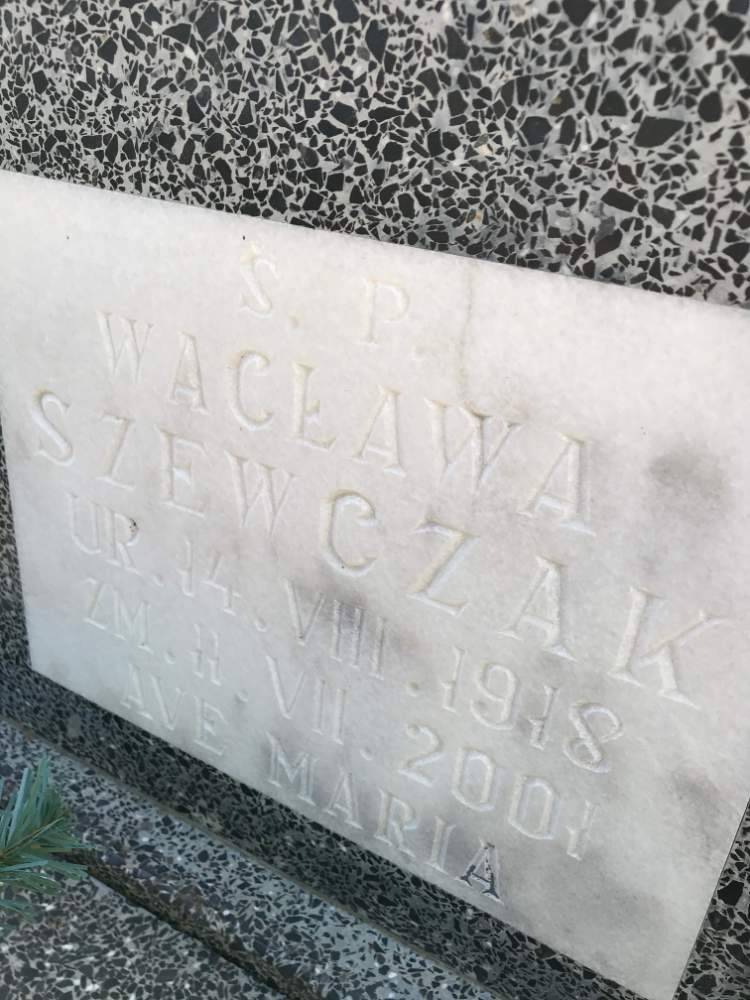 Ś. P.
WACŁAWA
SZEWCZAK
UR. 14. VIII. 1918
ZM. 11. VII. 2001
AVE MARIA